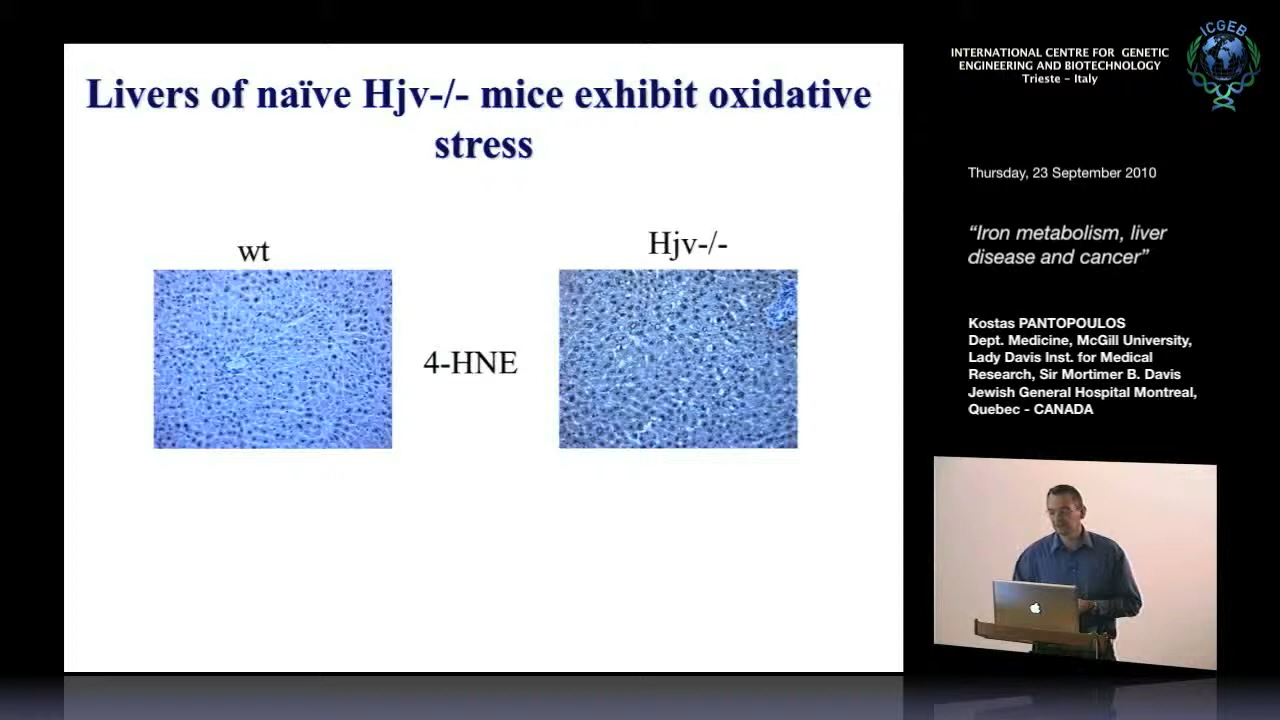 Livers of naïve Hjv-/- mice exhibit oxidative
stress
wt
Hjv-/-
4-HNE
INTERNATIONAL CENTRE FOR GENETIC
ENGINEERING AND BIOTECHNOLOGY
Trieste - Italy
ICGEB
Thursday, 23 September 2010
“Iron metabolism, liver
disease and cancer”
Kostas PANTOPOULOS
Dept. Medicine, McGill University,
Lady Davis Inst. for Medical
Research, Sir Mortimer B. Davis
Jewish General Hospital Montreal,
Quebec - CANADA